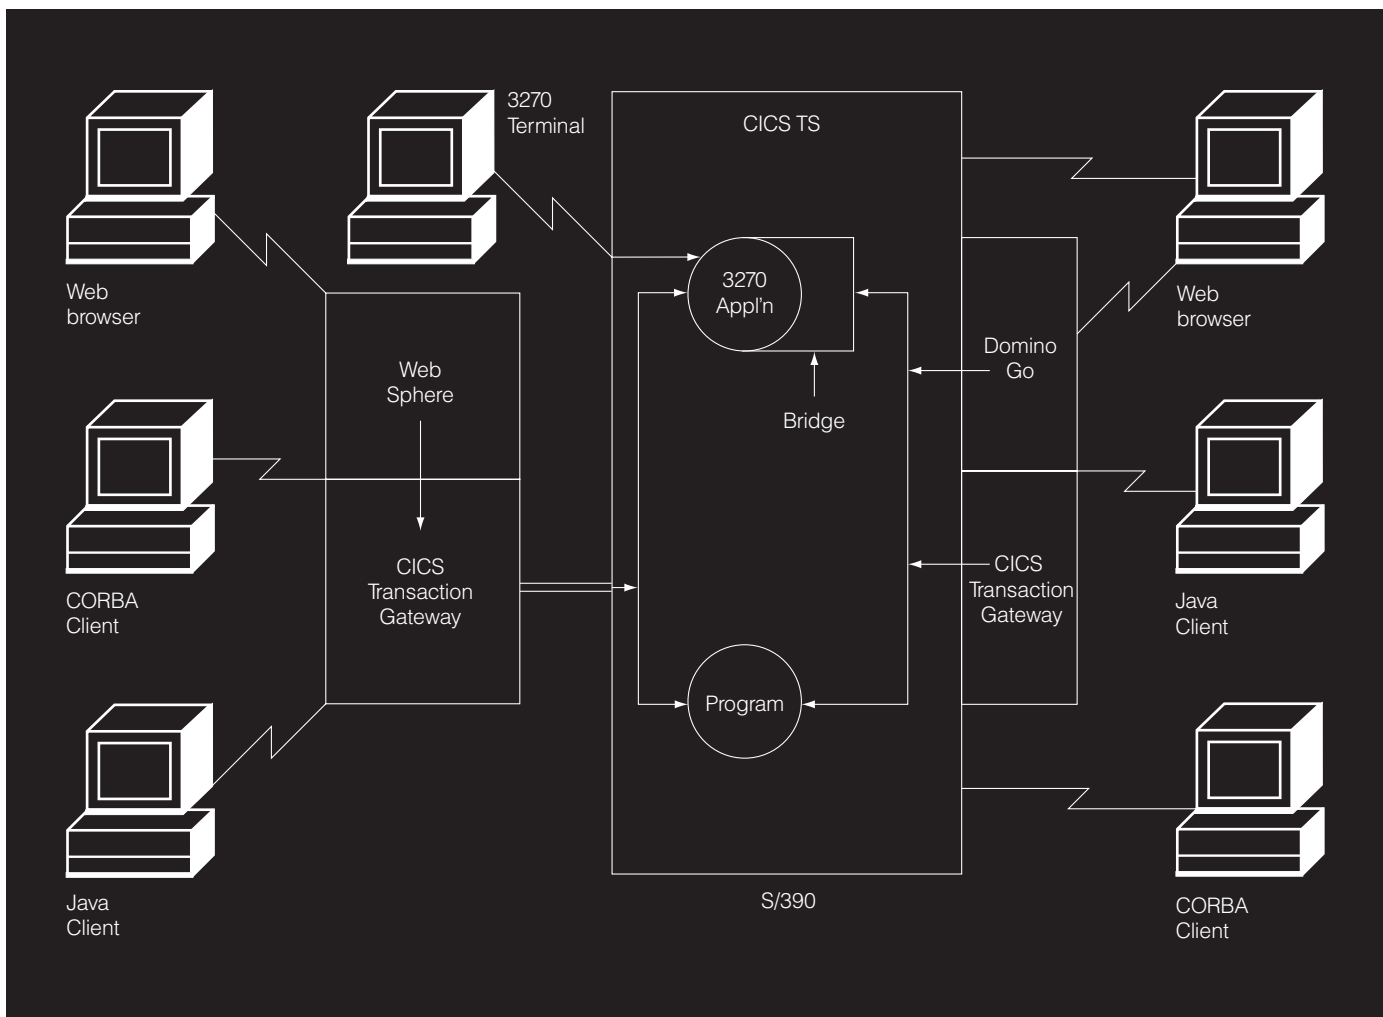 3270
Terminal
CICS TS
Web
browser
3270
Appl'n
Web
browser
Web
Sphere
Domino
Go
Bridge
CORBA
Client
CICS
Transaction
Gateway
CICS
Transaction
Gateway
Java
Client
Program
Java
Client
S/390
CORBA
Client